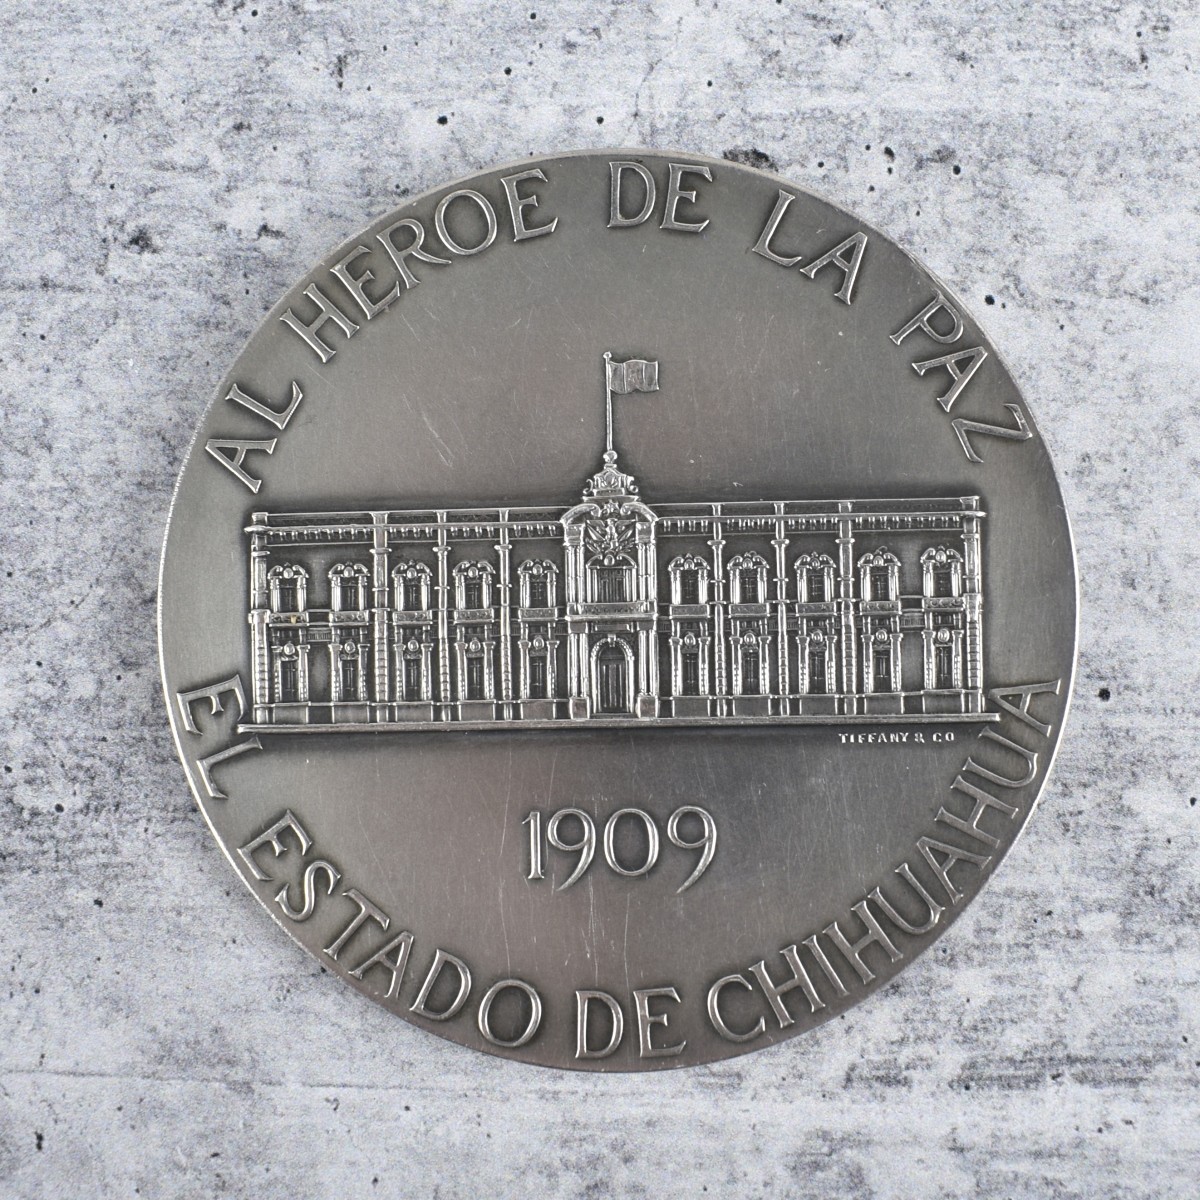 AL HEROE DE LA PAZ
TIFFANY & CO
1909
EL ESTADO DE CHIHUAHUA